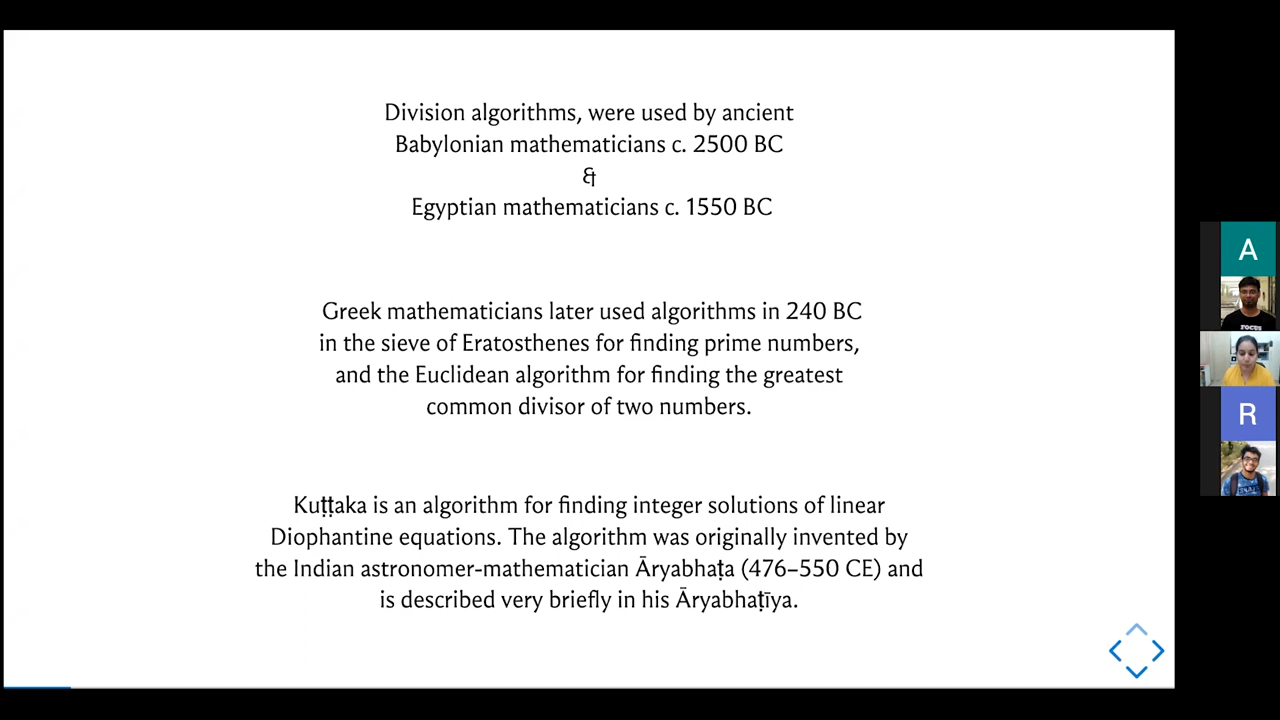 Division algorithms, were used by ancient
Babylonian mathematicians c. 2500 BC
&
Egyptian mathematicians c. 1550 BC
Greek mathematicians later used algorithms in 240 BC
in the sieve of Eratosthenes for finding prime numbers,
and the Euclidean algorithm for finding the greatest
common divisor of two numbers.
Kuṭṭaka is an algorithm for finding integer solutions of linear
Diophantine equations. The algorithm was originally invented by
the Indian astronomer-mathematician Āryabhaṭa (476–550 CE) and
is described very briefly in his Āryabhaṭīya.
A
FOCUS
R